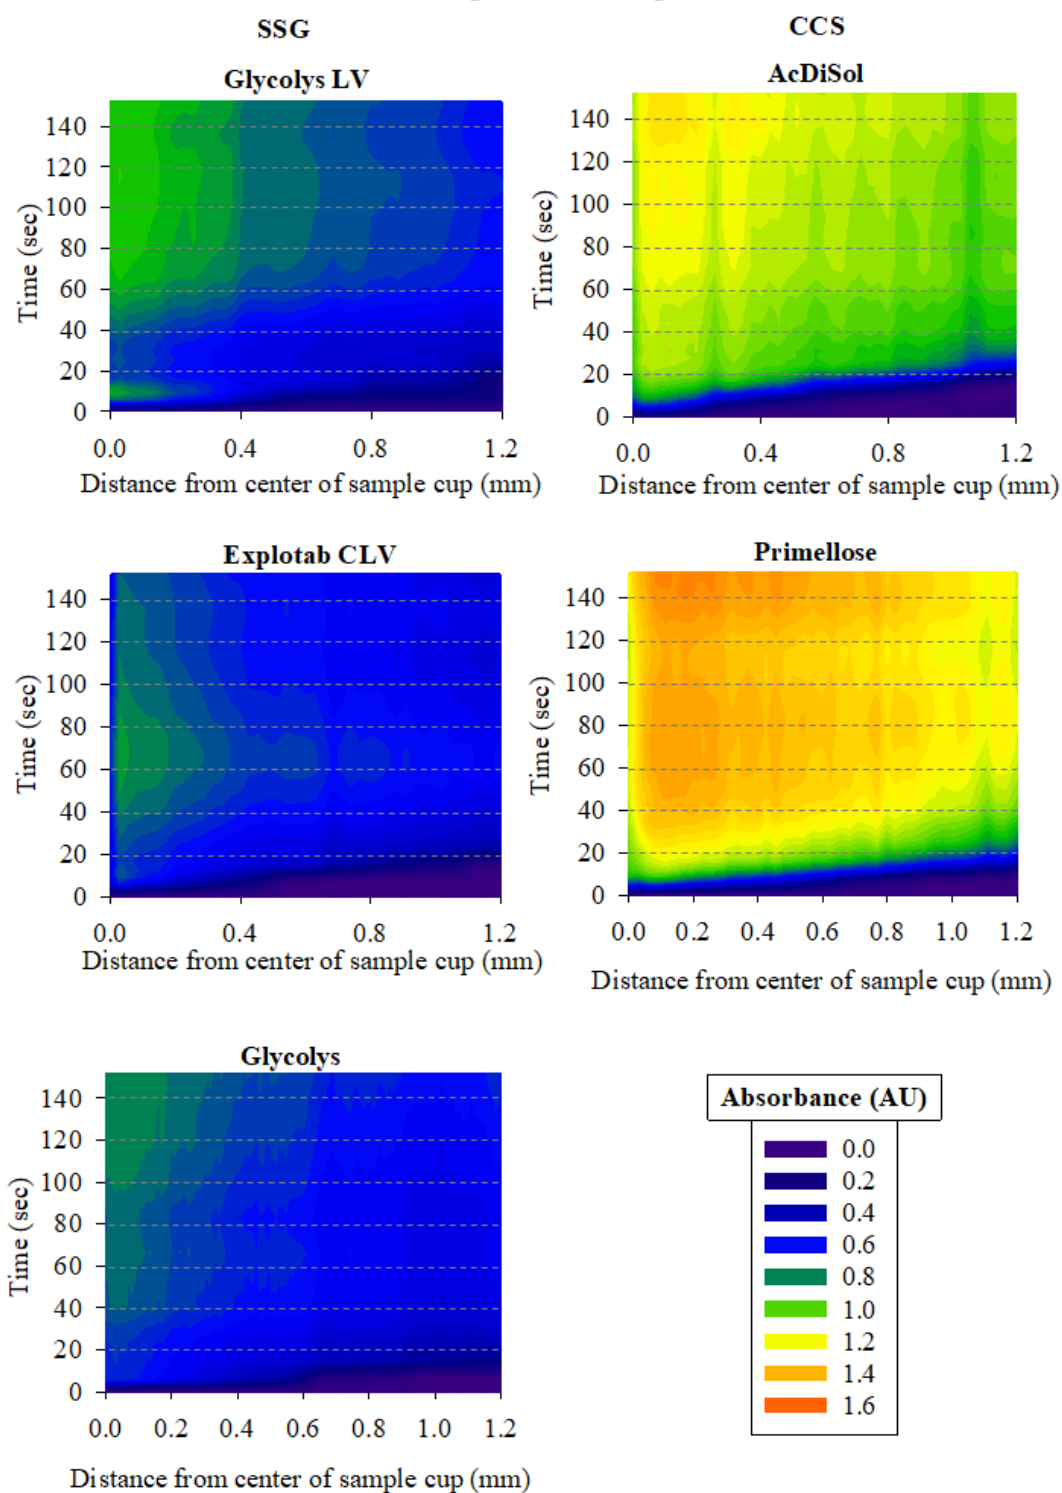 SSG
CCS
Glycolys LV
AcDiSol
Time (sec)
140
120
100
80
60
40
20
0
0.0 0.4 0.8 1.2
Distance from center of sample cup (mm)
Time (sec)
140
120
100
80
60
40
20
0
0.0 0.4 0.8 1.2
Distance from center of sample cup (mm)
Explotab CLV
Primellose
Time (sec)
140
120
100
80
60
40
20
0
0.0 0.4 0.8 1.2
Distance from center of sample cup (mm)
Time (sec)
140
120
100
80
60
40
20
0
0.0 0.2 0.4 0.6 0.8 1.0 1.2
Distance from center of sample cup (mm)
Glycolys
Time (sec)
140
120
100
80
60
40
20
0
0.0 0.2 0.4 0.6 0.8 1.0 1.2
Distance from center of sample cup (mm)
Absorbance (AU)
0.0
0.2
0.4
0.6
0.8
1.0
1.2
1.4
1.6